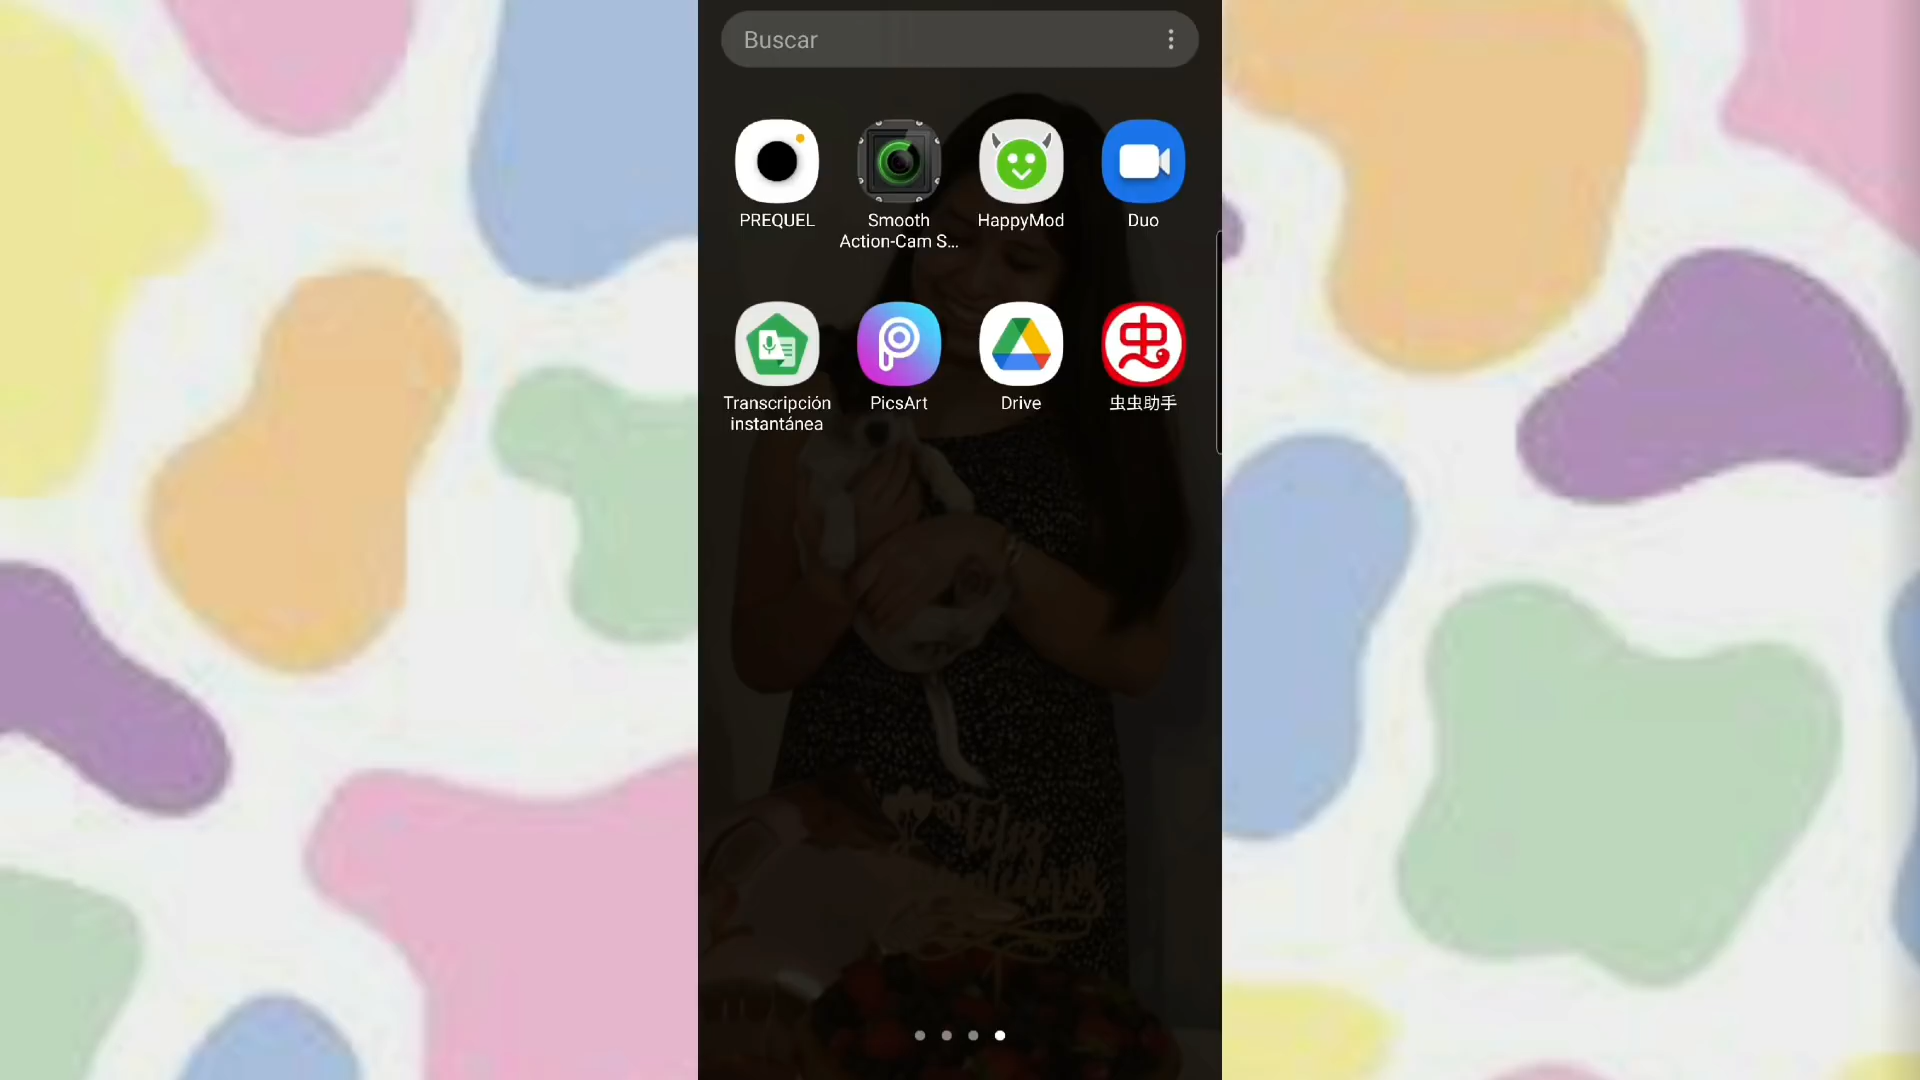 Buscar
PREQUEL
Smooth
Action-Cam S...
HappyMod
Duo
Transcripción
instantánea
PicsArt
Drive
虫虫助手